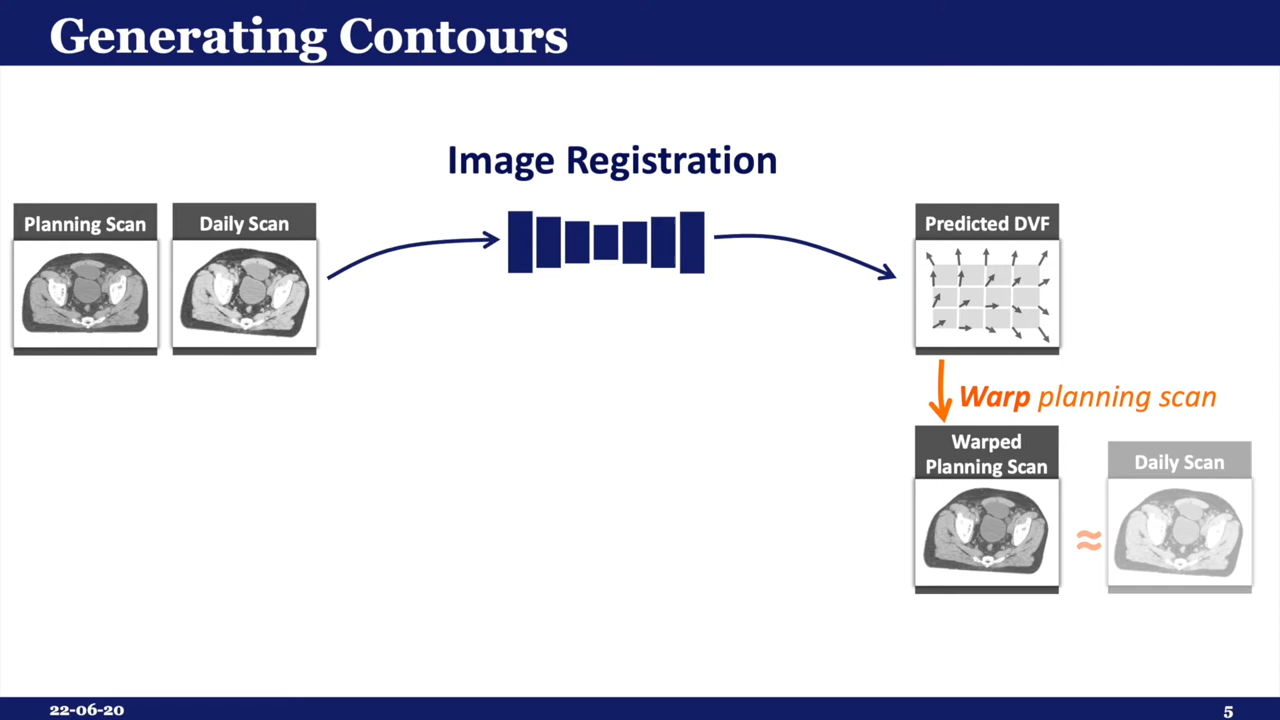 Generating Contours
Image Registration
Planning Scan
Daily Scan
Predicted DVF
Warp planning scan
Warped
Planning Scan
≈
Daily Scan
22-06-20
5